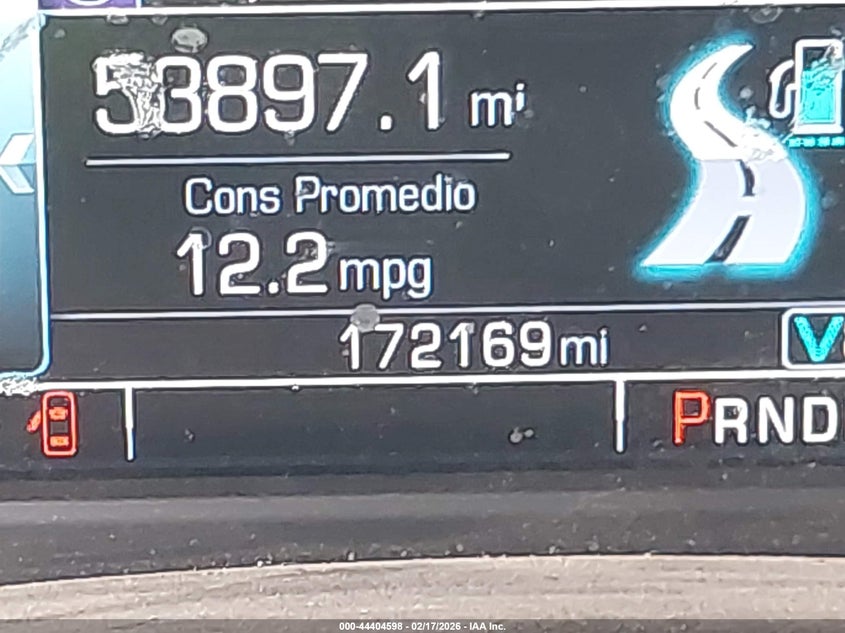 53897.1 mi
Cons Promedio
12.2 mpg
172169 mi
PRND
000-44404598 - 02/17/2026 - IAA Inc.